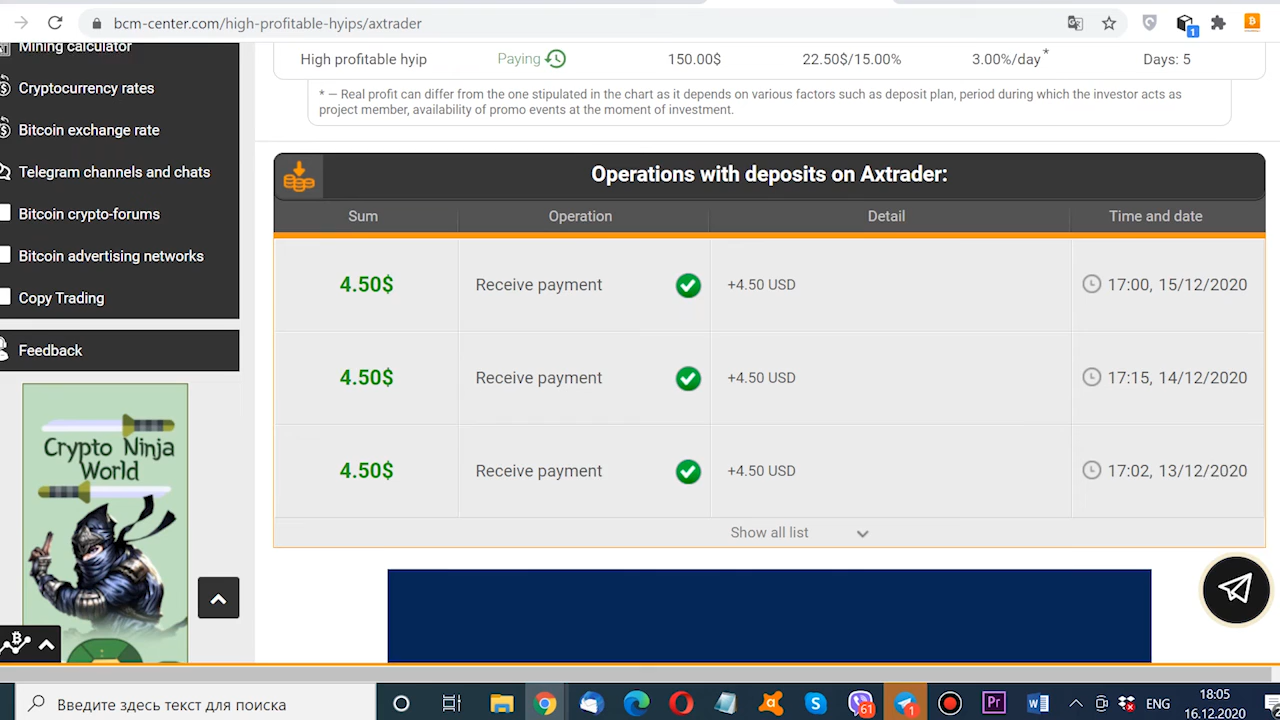 bcm-center.com/high-profitable-hyips/axtrader
1
Mining calculator
Cryptocurrency rates
Bitcoin exchange rate
Telegram channels and chats
Bitcoin crypto-forums
Bitcoin advertising networks
Copy Trading
Feedback
Crypto Ninja
World
High profitable hyip Paying 150.00$ 22.50$/15.00% 3.00%/day* Days: 5
* — Real profit can differ from the one stipulated in the chart as it depends on various factors such as deposit plan, period during which the investor acts as
project member, availability of promo events at the moment of investment.
Operations with deposits on Axtrader:
Sum Operation Detail Time and date
4.50$ Receive payment +4.50 USD 17:00, 15/12/2020
4.50$ Receive payment +4.50 USD 17:15, 14/12/2020
4.50$ Receive payment +4.50 USD 17:02, 13/12/2020
Show all list
Введите здесь текст для поиска
61
1
Pr
ENG
18:05
16.12.2020